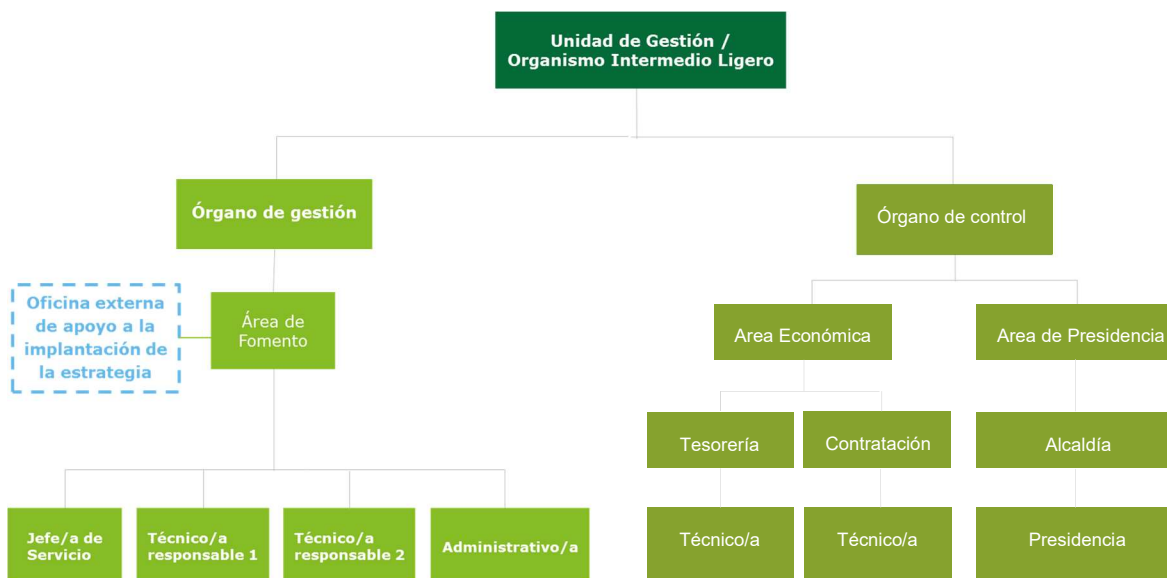 Unidad de Gestión /
Organismo Intermedio Ligero
Órgano de gestión
Órgano de control
Oficina externa
de apoyo a la
implantación de
la estrategia
Área de
Fomento
Area Económica
Area de Presidencia
Tesorería
Contratación
Alcaldía
Jefe/a de
Servicio
Técnico/a
responsable 1
Técnico/a
responsable 2
Administrativo/a
Técnico/a
Técnico/a
Presidencia